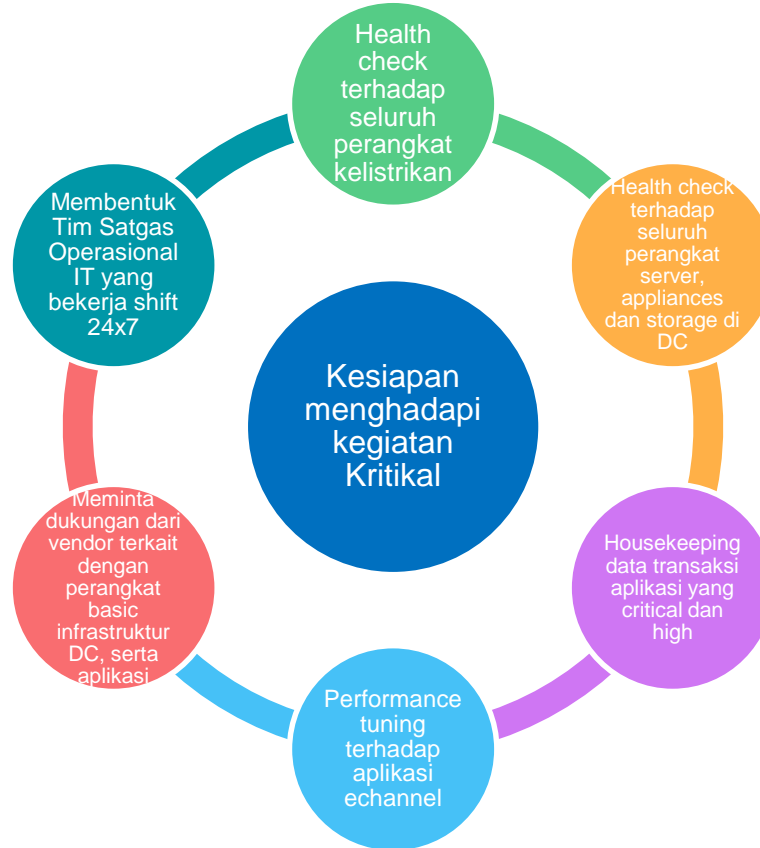 Health
check
terhadap
seluruh
perangkat
kelistrikan
Health check
terhadap
seluruh
perangkat
server,
appliances
dan storage di
DC
Housekeeping
data transaksi
aplikasi yang
critical dan
high
Performance
tuning
terhadap
aplikasi
echannel
Meminta
dukungan dari
vendor terkait
dengan
perangkat
basic
infrastruktur
DC, serta
aplikasi
Membentuk
Tim Satgas
Operasional
IT yang
bekerja shift
24x7
Kesiapan
menghadapi
kegiatan
Kritikal